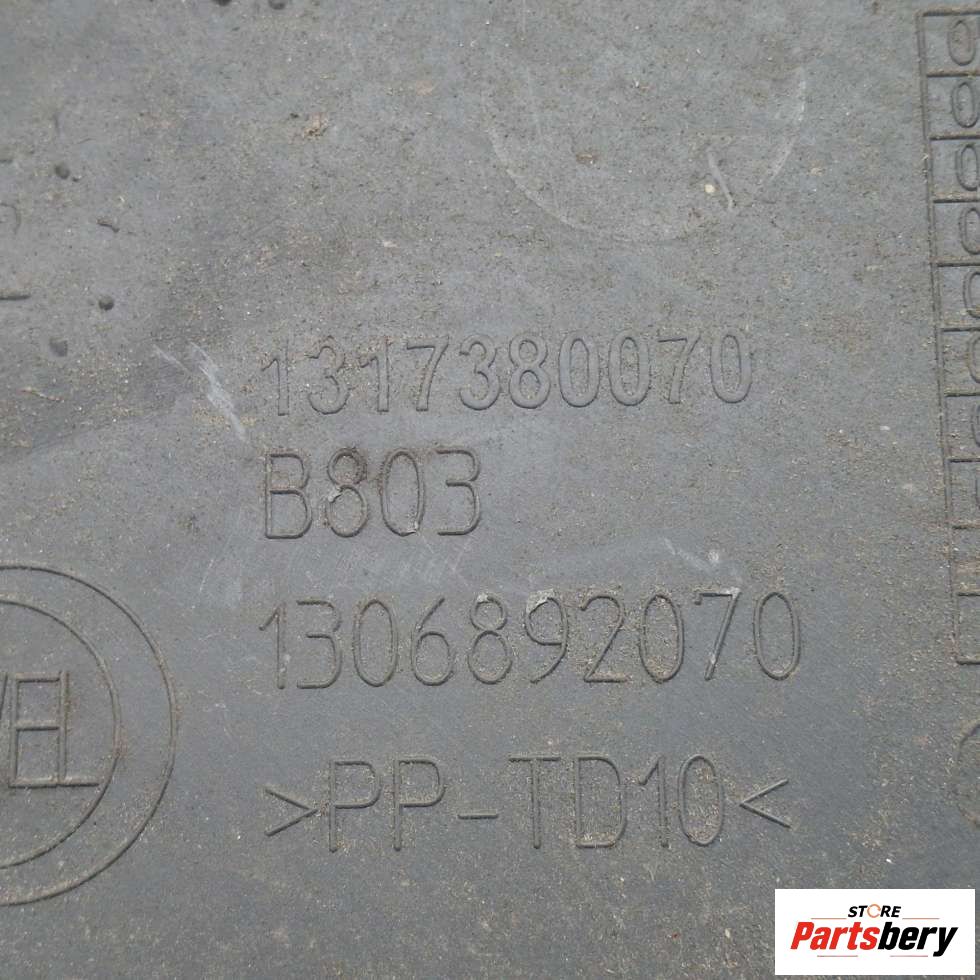 1317380070
B803
1306892070
>PP-TD10<
STORE
Partsbery